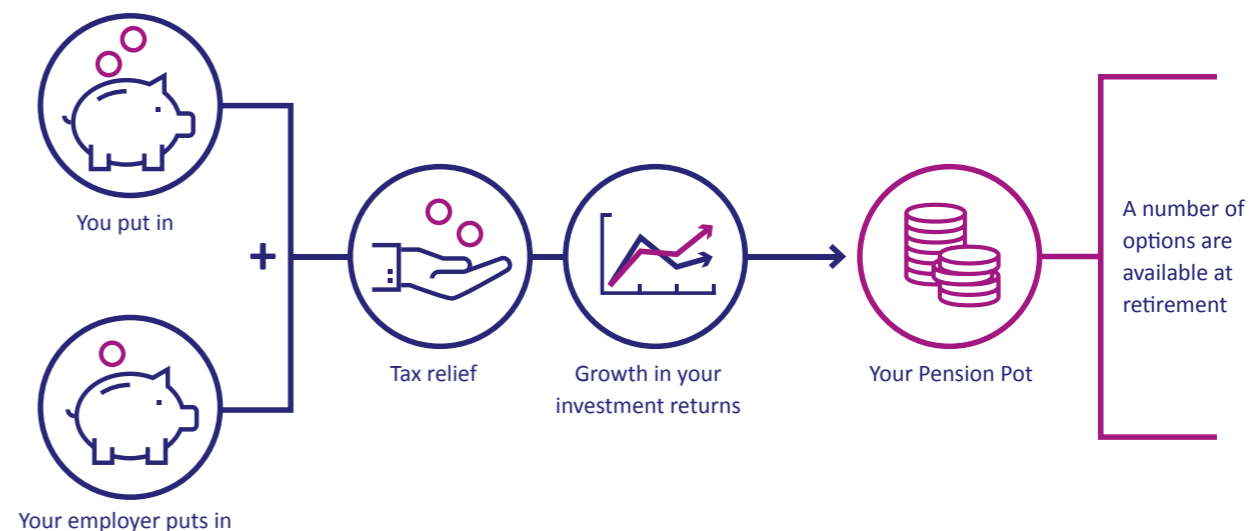 You put in
+
Your employer puts in
Tax relief
Growth in your
investment returns
Your Pension Pot
A number of
options are
available at
retirement